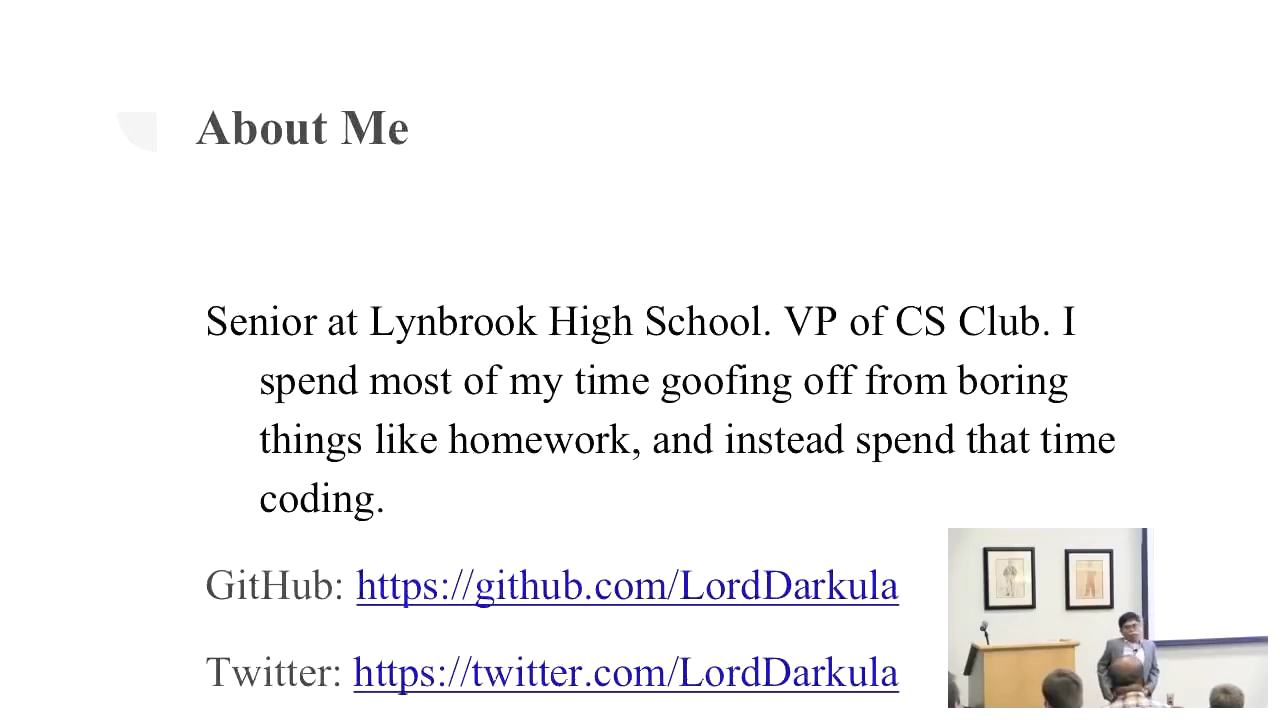 About Me
Senior at Lynbrook High School. VP of CS Club. I
spend most of my time goofing off from boring
things like homework, and instead spend that time
coding.
GitHub: https://github.com/LordDarkula
Twitter: https://twitter.com/LordDarkula